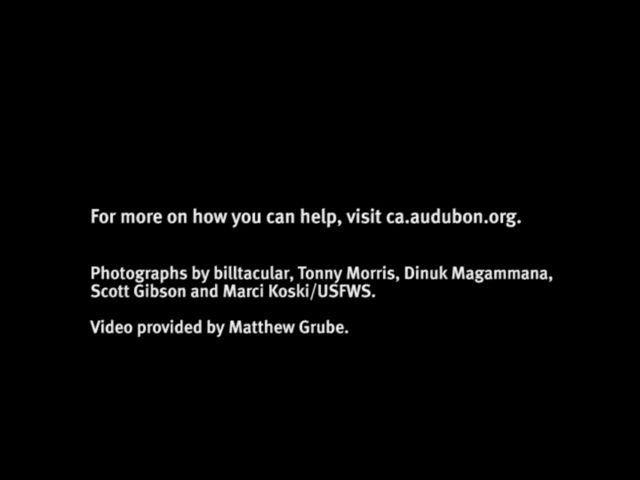 For more on how you can help, visit ca.audubon.org.
Photographs by billtacular, Tonny Morris, Dinuk Magammana,
Scott Gibson and Marci Koski/USFWS.
Video provided by Matthew Grube.